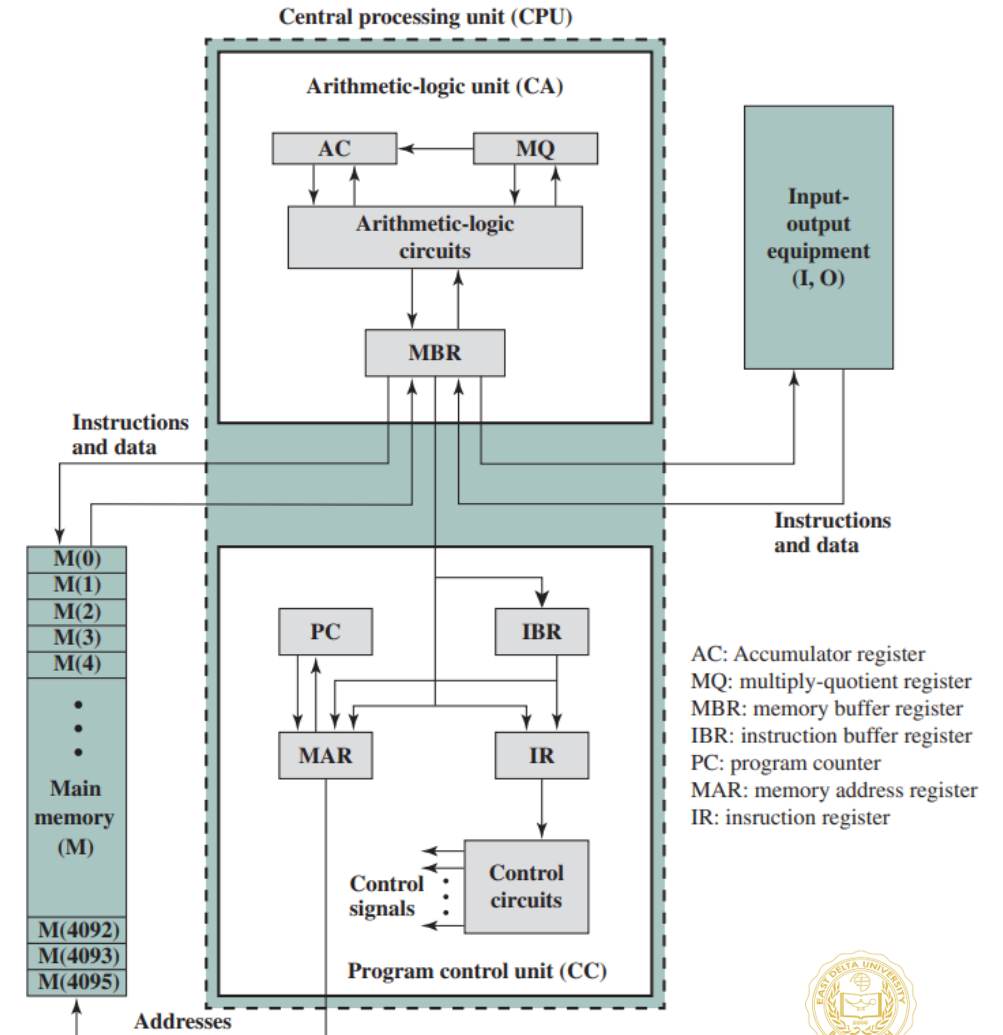 Central processing unit (CPU)
Arithmetic-logic unit (CA)
AC
MQ
Arithmetic-logic
circuits
MBR
Input-
output
equipment
(I, O)
Instructions
and data
Instructions
and data
M(0)
M(1)
M(2)
M(3)
M(4)
Main
memory
(M)
M(4092)
M(4093)
M(4095)
PC
IBR
MAR
IR
Control
signals
Control
circuits
Program control unit (CC)
Addresses
AC: Accumulator register
MQ: multiply-quotient register
MBR: memory buffer register
IBR: instruction buffer register
PC: program counter
MAR: memory address register
IR: insruction register
EAST DELTA UNIVERSITY